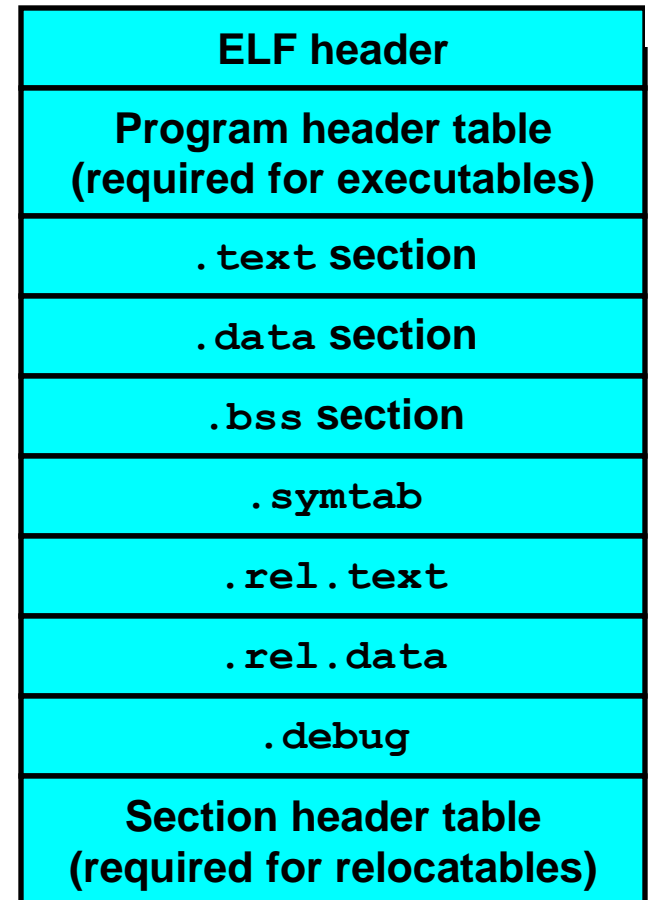 ELF header
Program header table
(required for executables)
.text section
.data section
.bss section
.symtab
.rel.text
.rel.data
.debug
Section header table
(required for relocatables)